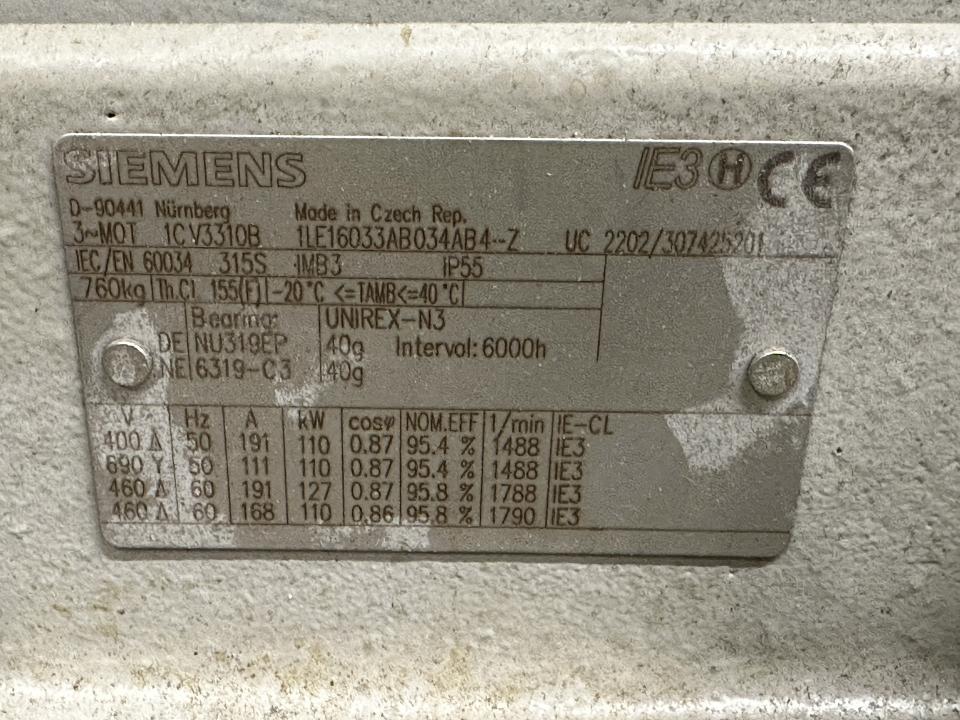 SIEMENS IE3 H CE
D-90441 Nürnberg Made in Czech Rep.
3~MOT 1CV3310B 1LE16033AB034AB4-Z UC 2202/307425201
IEC/EN 60034 315S IMB3 IP55
760kg Th.Cl. 155(F) -20°C <=TAMB<=40°C
Bearing: UNIREX-N3
DE NU319EP 40g Interval: 6000h
NE 6319-C3 40g
V Hz A kW cosφ NOM.EFF 1/min IE-CL
400 Δ 50 191 110 0.87 95.4 % 1488 IE3
690 Y 50 111 110 0.87 95.4 % 1488 IE3
460 Δ 60 191 127 0.87 95.8 % 1788 IE3
460 Δ 60 168 110 0.86 95.8 % 1790 IE3